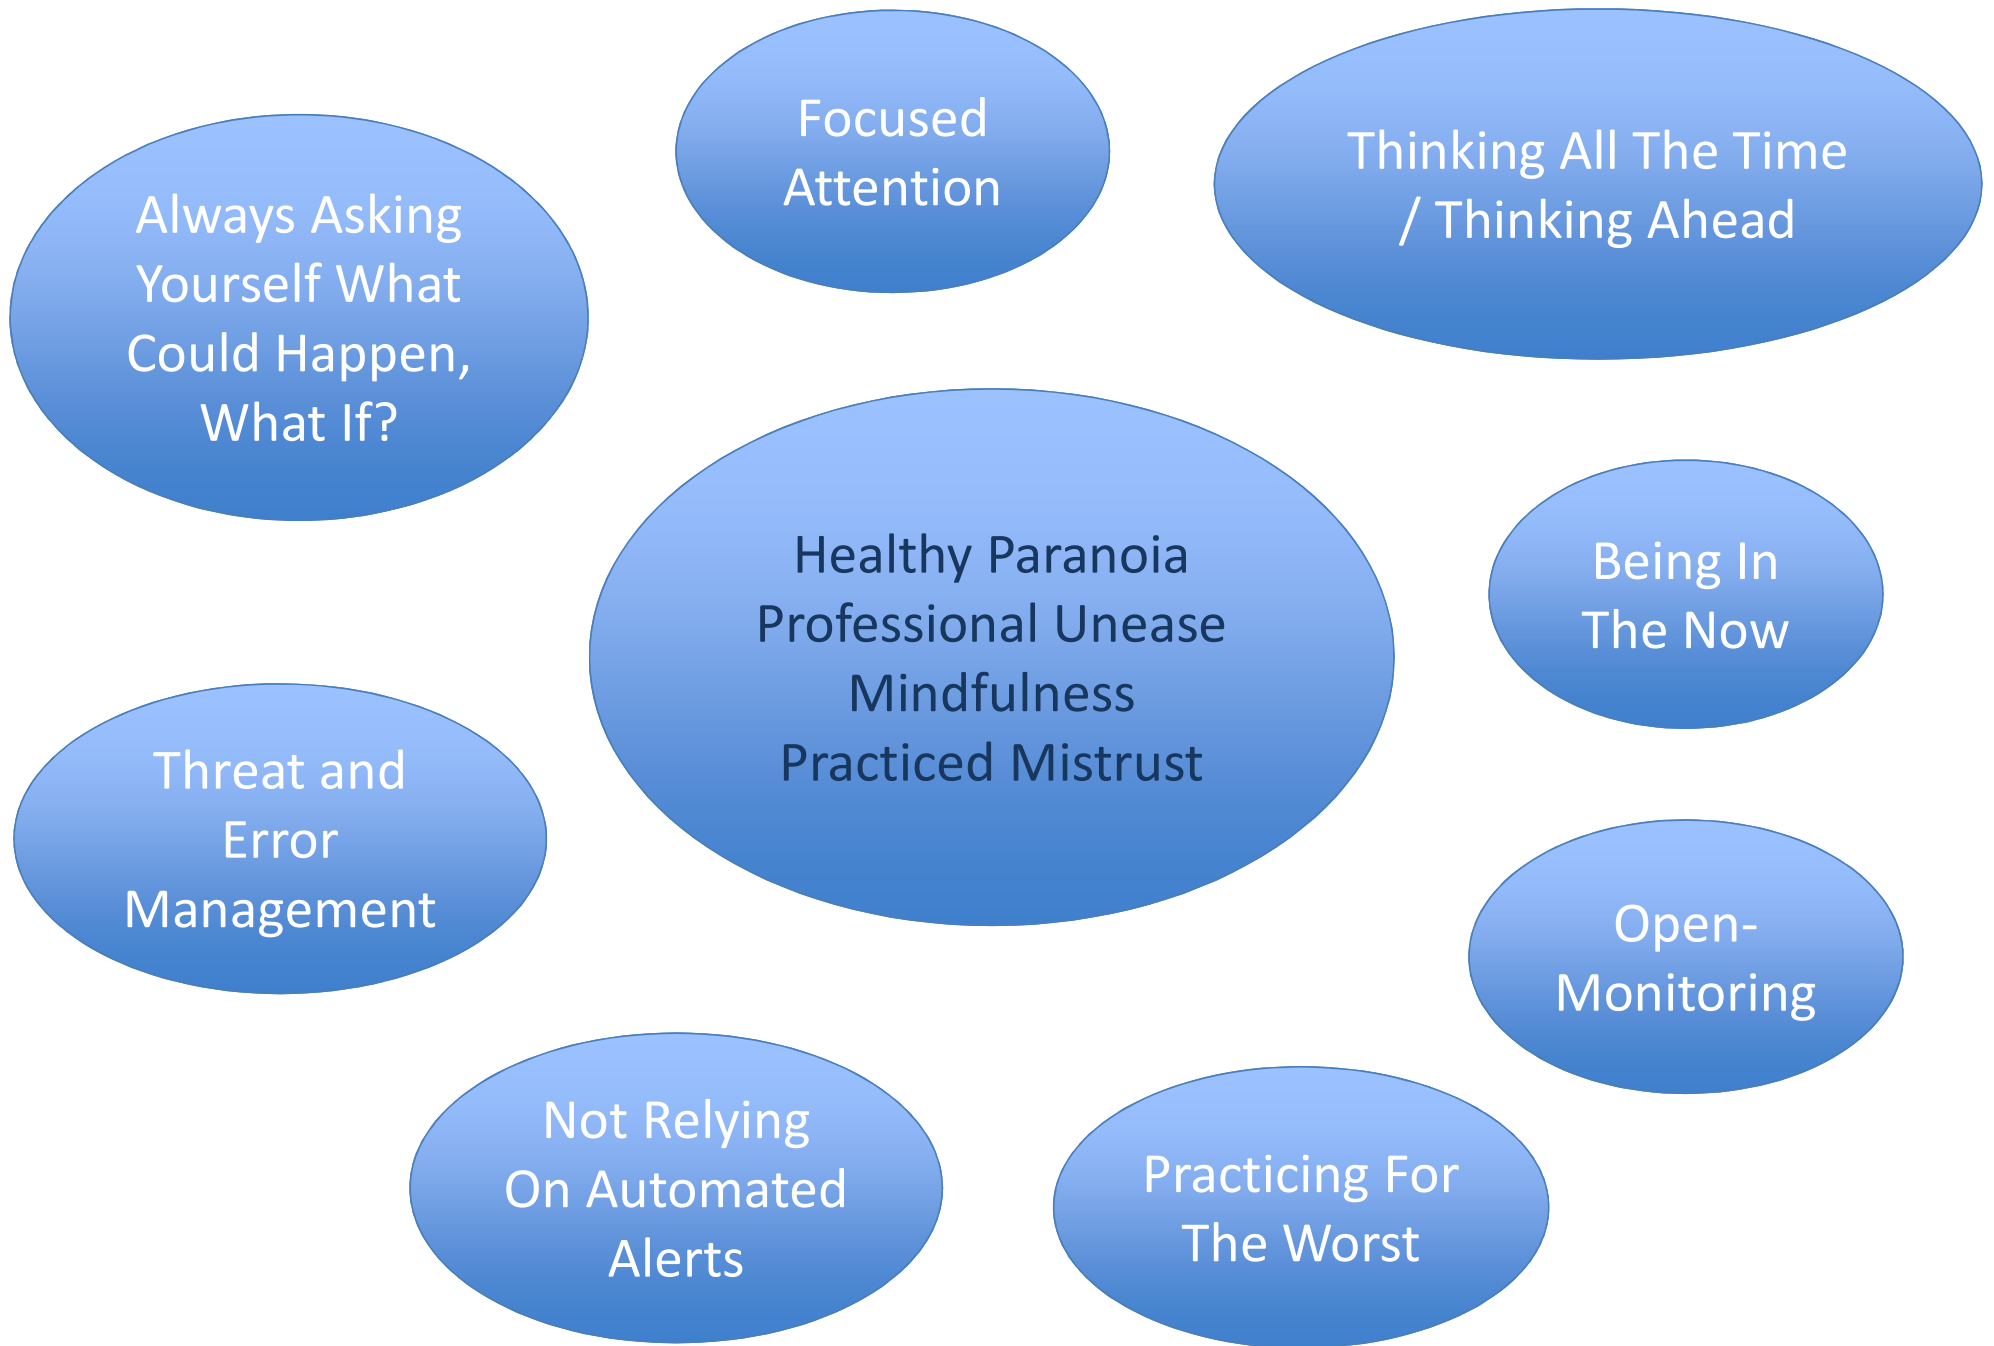 Focused
Attention
Thinking All The Time
/ Thinking Ahead
Always Asking
Yourself What
Could Happen,
What If?
Healthy Paranoia
Professional Unease
Mindfulness
Practiced Mistrust
Being In
The Now
Threat and
Error
Management
Open-
Monitoring
Not Relying
On Automated
Alerts
Practicing For
The Worst